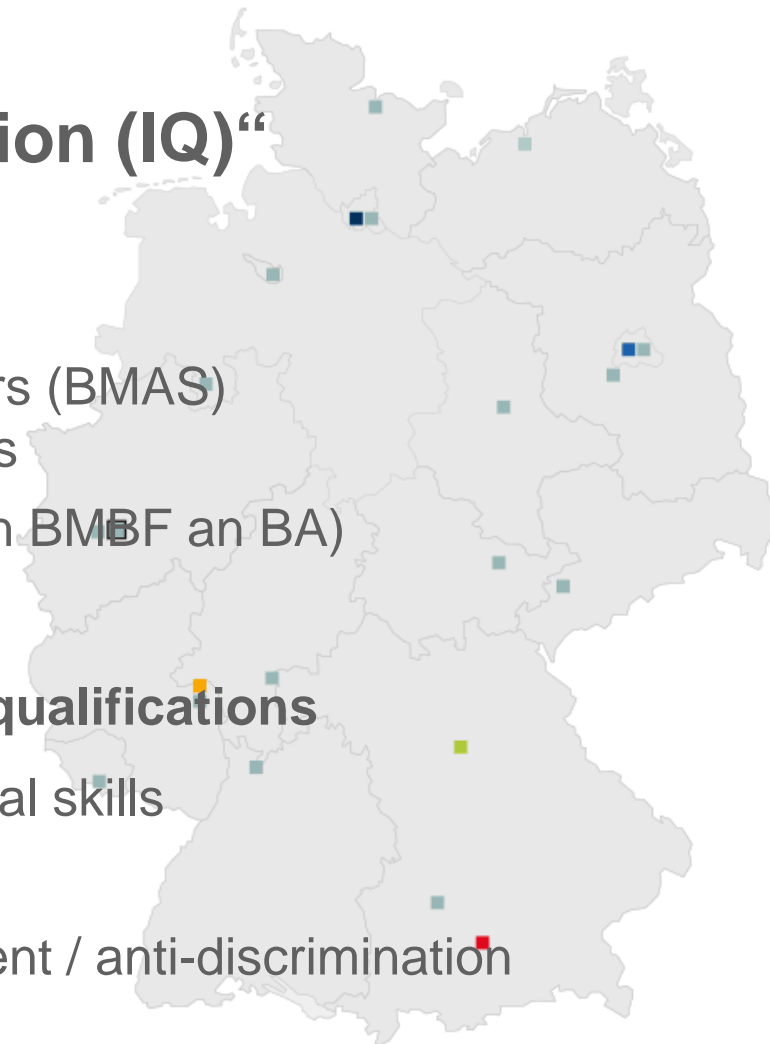 ion (IQ)“
rs (BMAS)
s
n BMBF an BA)
qualifications
al skills
ent / anti-discrimination